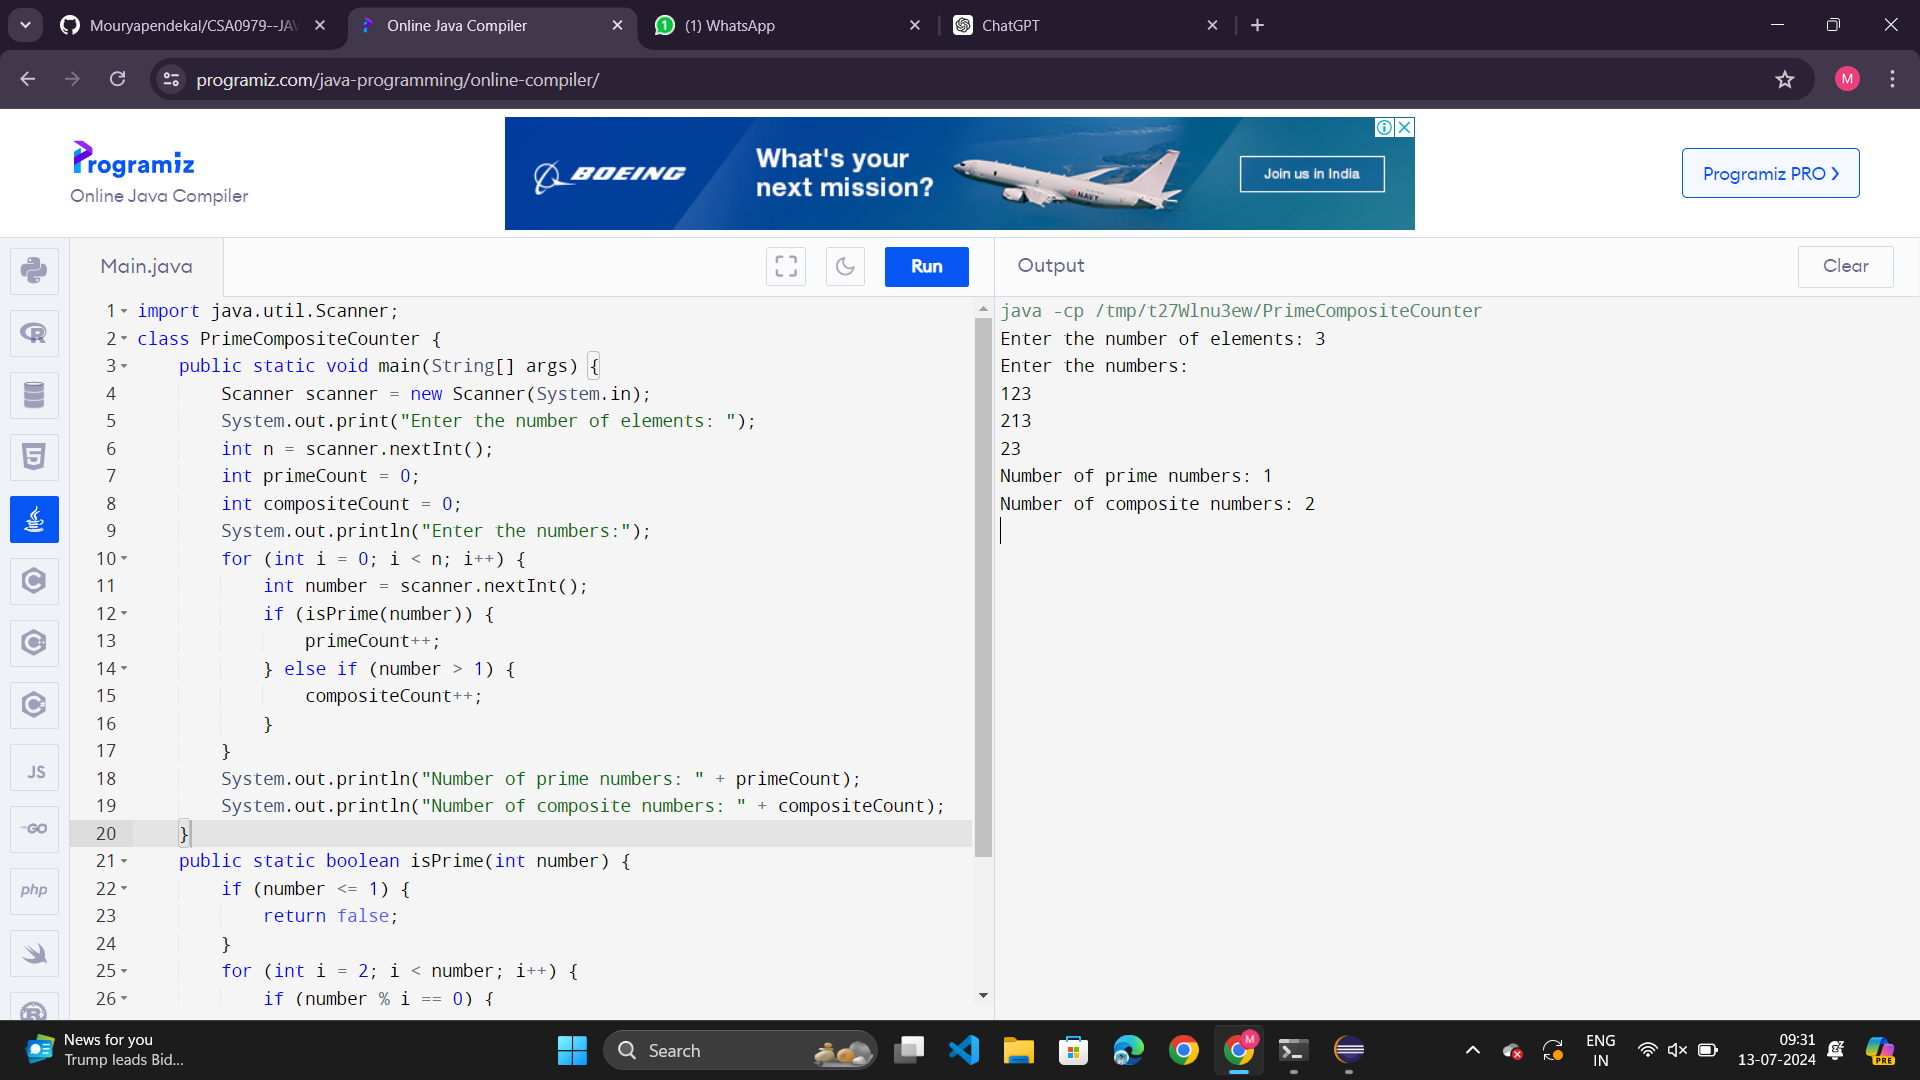 Mouryapendekal/CSA0979--JAV
Online Java Compiler
(1) WhatsApp
ChatGPT
programiz.com/java-programming/online-compiler/
M
Programiz
Online Java Compiler
BOEING
What's your
next mission?
NAVY
Join us in India
Programiz PRO
Main.java
Run
Output
Clear
1 import java.util.Scanner;
2 class PrimeCompositeCounter {
3 public static void main(String[] args) {
4 Scanner scanner = new Scanner(System.in);
5 System.out.print("Enter the number of elements: ");
6 int n = scanner.nextInt();
7 int primeCount = 0;
8 int compositeCount = 0;
9 System.out.println("Enter the numbers:");
10 for (int i = 0; i < n; i++) {
11 int number = scanner.nextInt();
12 if (isPrime(number)) {
13 primeCount++;
14 } else if (number > 1) {
15 compositeCount++;
16 }
17 }
18 System.out.println("Number of prime numbers: " + primeCount);
19 System.out.println("Number of composite numbers: " + compositeCount);
20 }
21 public static boolean isPrime(int number) {
22 if (number <= 1) {
23 return false;
24 }
25 for (int i = 2; i < number; i++) {
26 if (number % i == 0) {
java -cp /tmp/t27Wlnu3ew/PrimeCompositeCounter
Enter the number of elements: 3
Enter the numbers:
123
213
23
Number of prime numbers: 1
Number of composite numbers: 2
JS
GO
php
News for you
Trump leads Bid...
Search
M
ENG
IN
09:31
13-07-2024
PRE